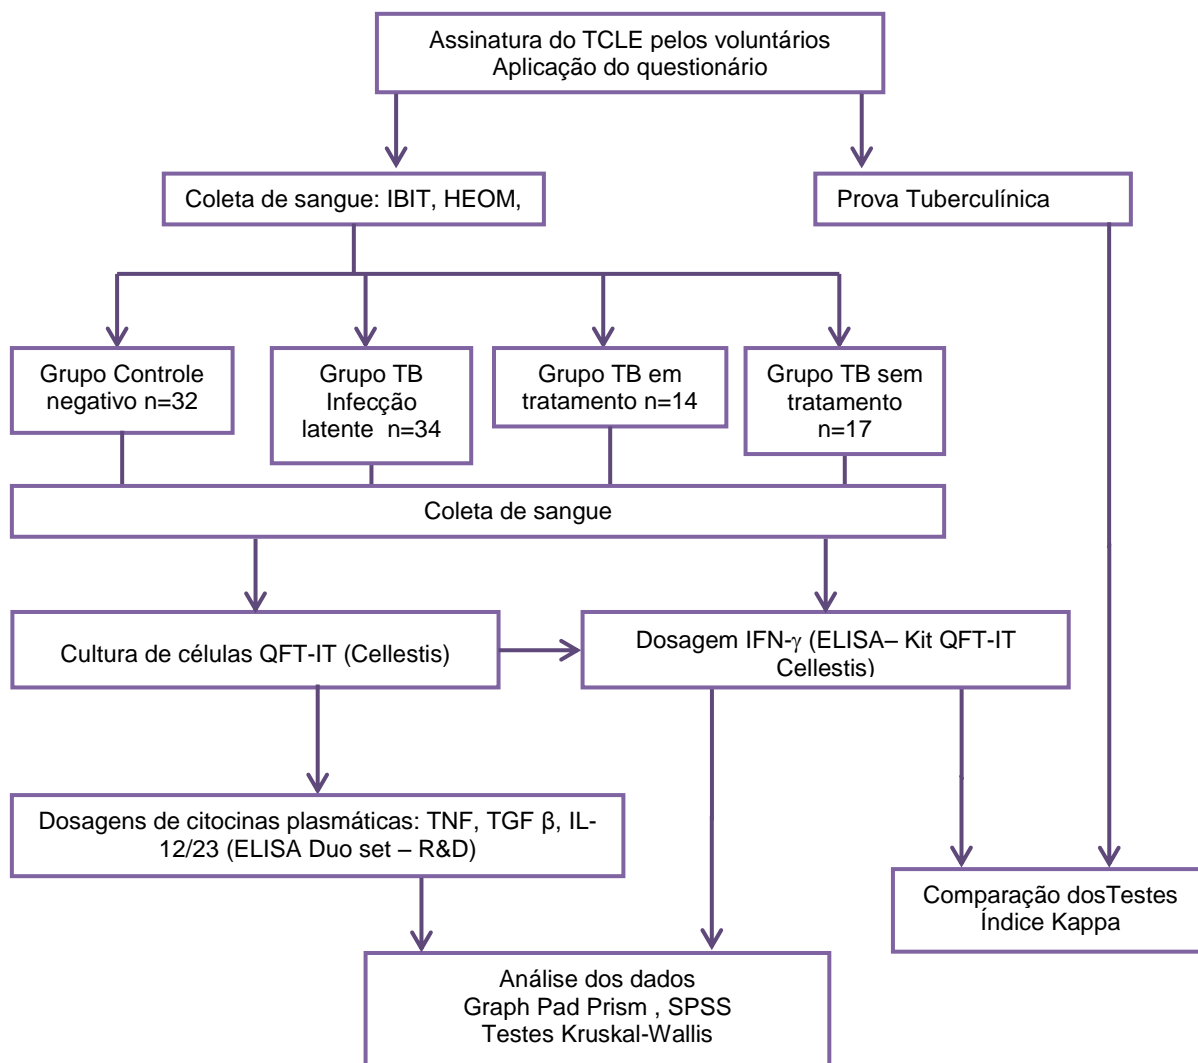 Assinatura do TCLE pelos voluntários
Aplicação do questionário
Coleta de sangue: IBIT, HEOM,
Prova Tuberculínica
Grupo Controle
negativo n=32
Grupo TB
Infecção
latente n=34
Grupo TB em
tratamento n=14
Grupo TB sem
tratamento
n=17
Coleta de sangue
Cultura de células QFT-IT (Cellestis)
Dosagem IFN-γ (ELISA– Kit QFT-IT
Cellestis)
Dosagens de citocinas plasmáticas: TNF, TGF β, IL-
12/23 (ELISA Duo set – R&D)
Comparação dosTestes
Índice Kappa
Análise dos dados
Graph Pad Prism , SPSS
Testes Kruskal-Wallis